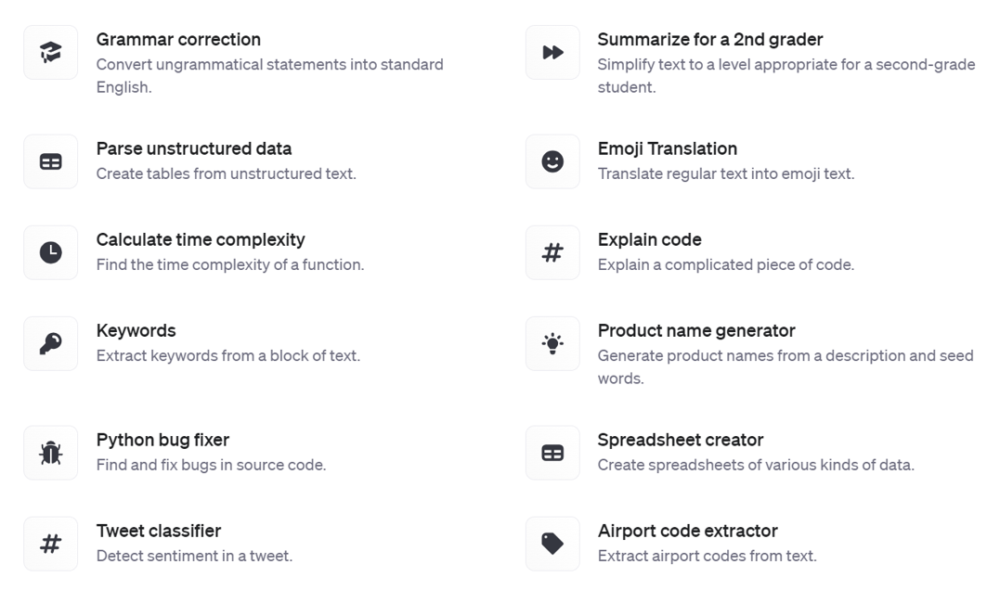 Grammar correction
Convert ungrammatical statements into standard
English.
Summarize for a 2nd grader
Simplify text to a level appropriate for a second-grade
student.
Parse unstructured data
Create tables from unstructured text.
Emoji Translation
Translate regular text into emoji text.
Calculate time complexity
Find the time complexity of a function.
Explain code
Explain a complicated piece of code.
Keywords
Extract keywords from a block of text.
Product name generator
Generate product names from a description and seed
words.
Python bug fixer
Find and fix bugs in source code.
Spreadsheet creator
Create spreadsheets of various kinds of data.
Tweet classifier
Detect sentiment in a tweet.
Airport code extractor
Extract airport codes from text.